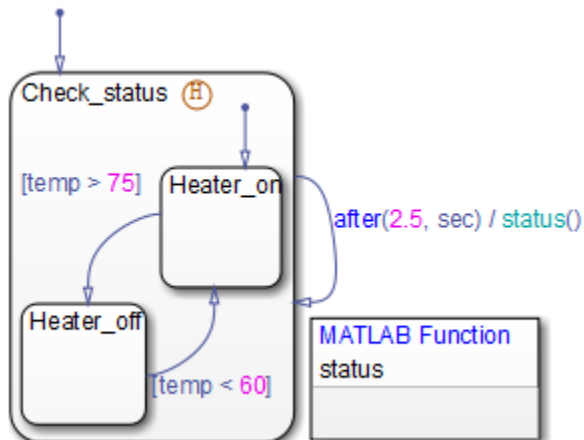 Check_status H
[temp > 75]
Heater_on
after(2.5, sec) / status()
Heater_off
[temp < 60]
MATLAB Function
status